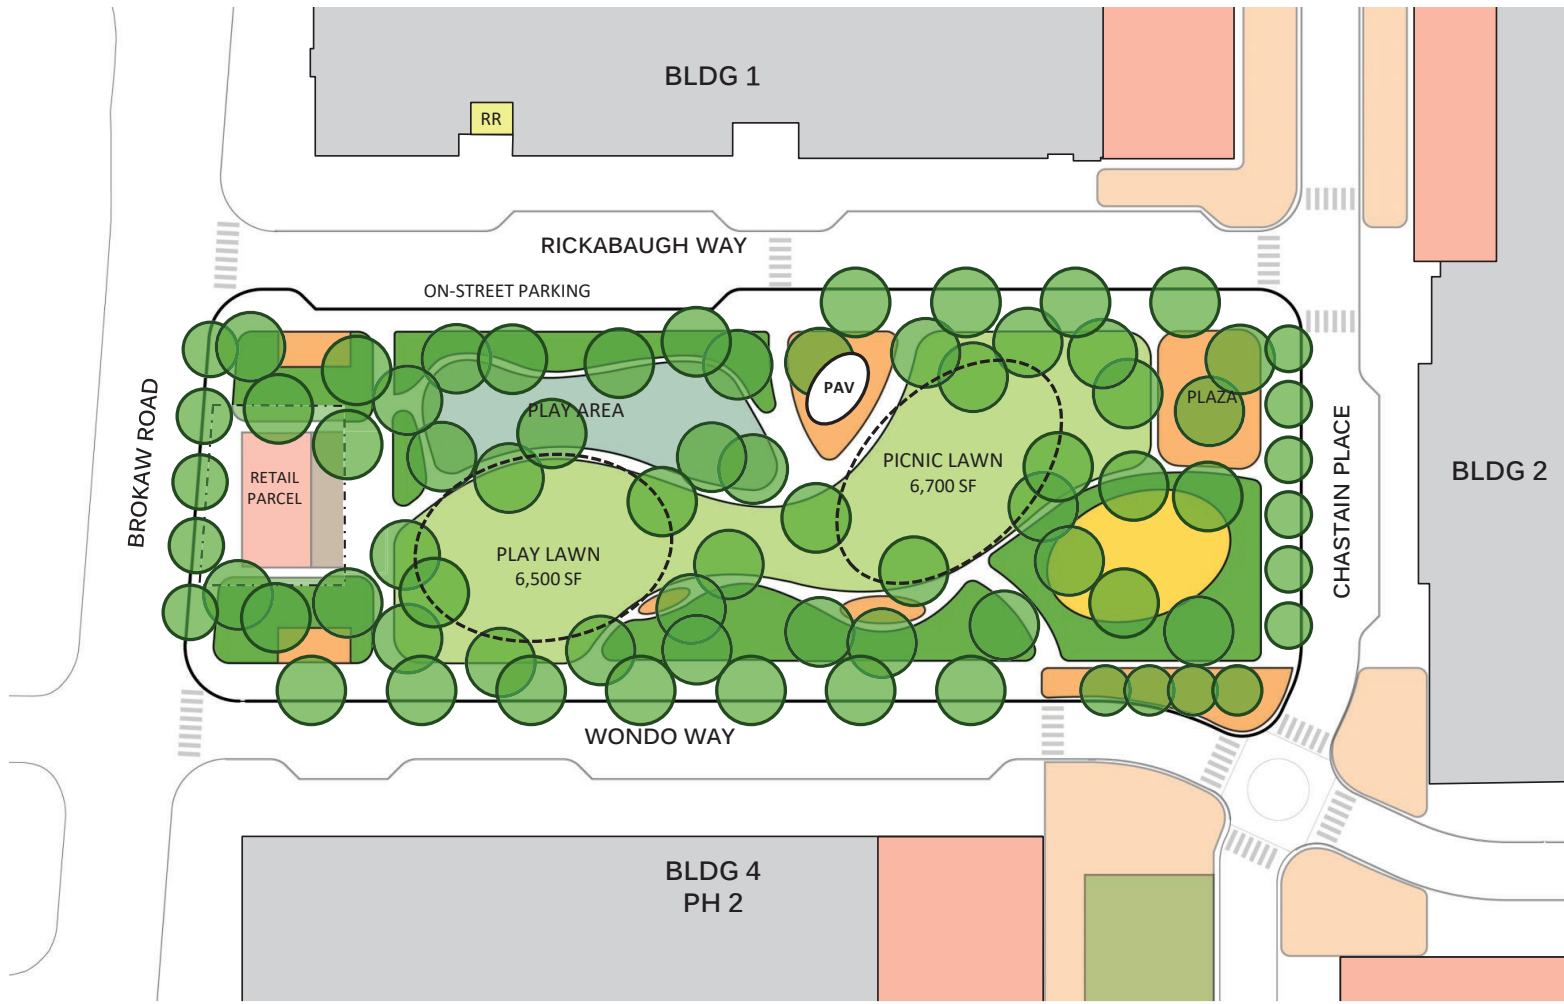 BLDG 1
RR
RICKABAUGH WAY
ON-STREET PARKING
BROKAW ROAD
PAV
PLAY AREA
PLAZA
RETAIL
PARCEL
PICNIC LAWN
6,700 SF
CHASTAIN PLACE
BLDG 2
PLAY LAWN
6,500 SF
WONDO WAY
BLDG 4
PH 2